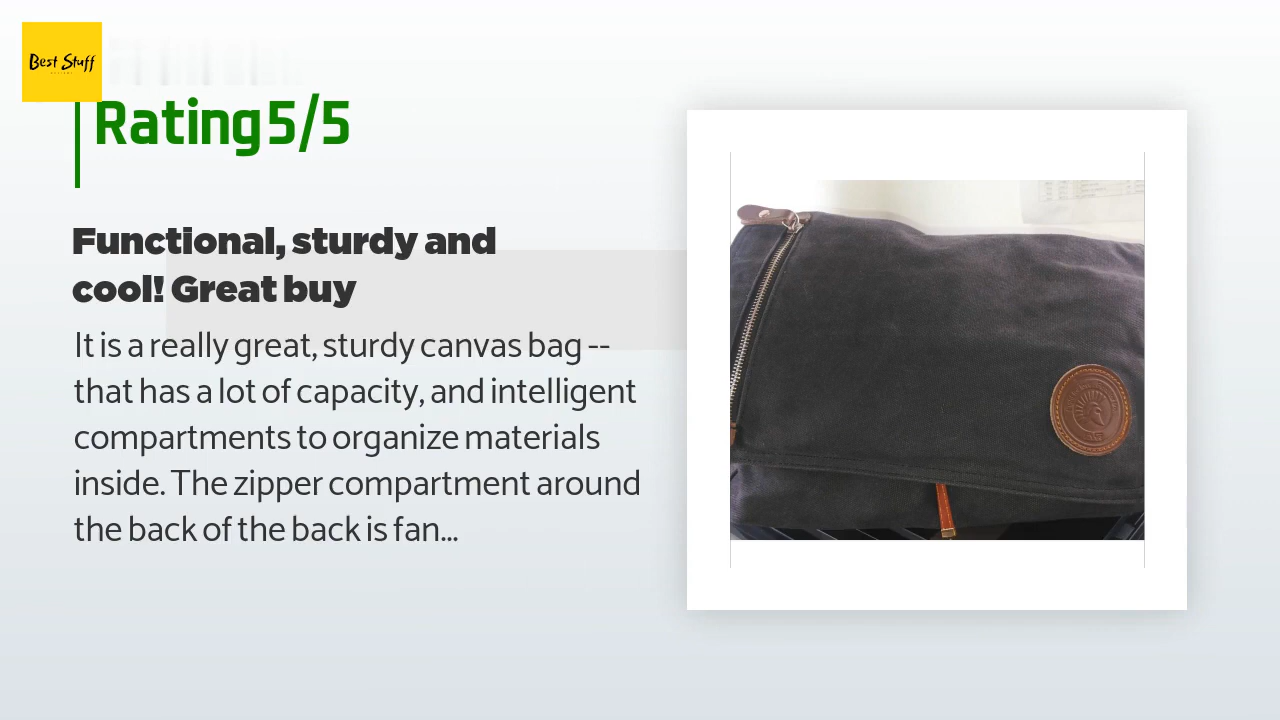 Best Stuff
Rating 5/5
Functional, sturdy and
cool! Great buy
It is a really great, sturdy canvas bag --
that has a lot of capacity, and intelligent
compartments to organize materials
inside. The zipper compartment around
the back of the back is fan...